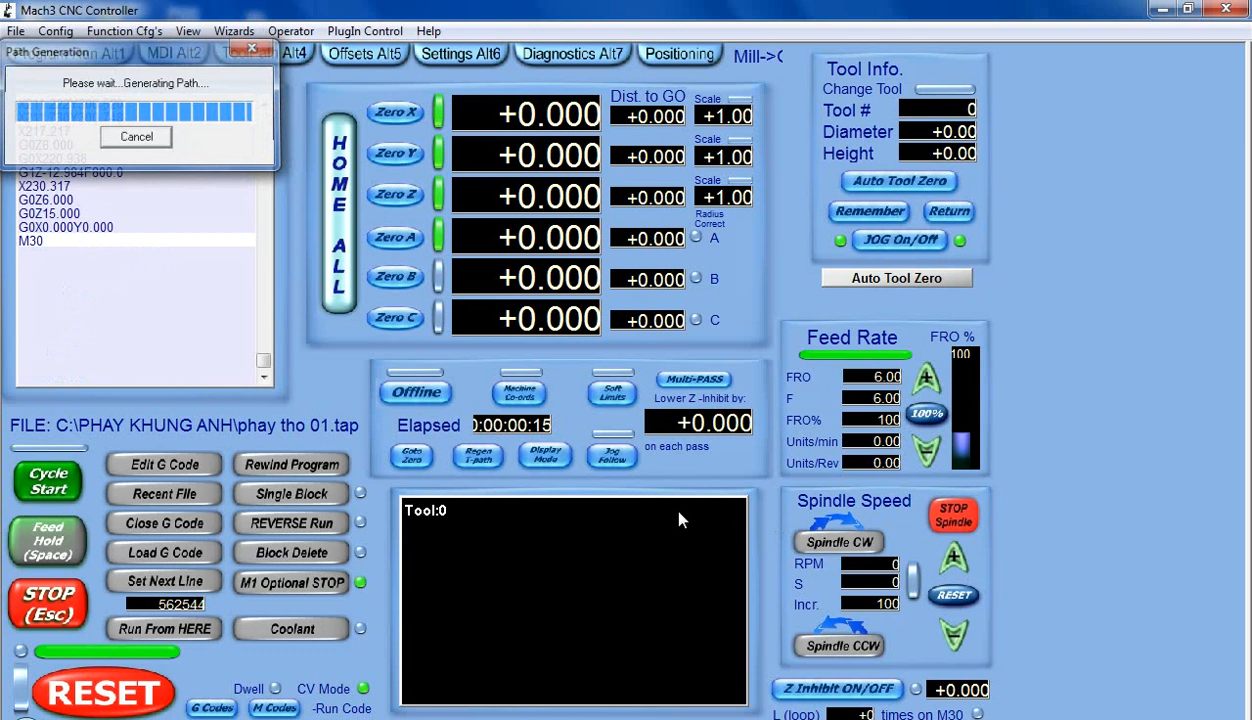 Mach3 CNC Controller
File Config Function Cfg's View Wizards Operator PlugIn Control Help
Path Generation
MDI Alt2
Alt4
Offsets Alt5
Settings Alt6
Diagnostics Alt7
Positioning
Mill->G
Please wait...Generating Path....
Cancel
X217.217
G0Z8.000
G0X220.938
G1Z-12.984F800.0
X230.317
G0Z6.000
G0Z15.000
G0X0.000Y0.000
M30
HOME ALL
Dist. to GO
Zero X +0.000 +0.000 Scale +1.00
Zero Y +0.000 +0.000 Scale +1.00
Zero Z +0.000 +0.000 Scale +1.00
Radius
Correct
Zero A +0.000 +0.000 A
Zero B +0.000 +0.000 B
Zero C +0.000 +0.000 C
Tool Info.
Change Tool
Tool # 0
Diameter +0.00
Height +0.00
Auto Tool Zero
Remember Return
JOG On/Off
Auto Tool Zero
Offline
Machine
Co-ords
Soft
Limits
Multi-PASS
Lower Z -Inhibit by:
+0.000
on each pass
Elapsed 0:00:00:15
Goto
Zero
Regen
T-path
Display
Mode
Jog
Follow
Feed Rate
FRO %
100
FRO 6.00
F 6.00
FRO% 100
Units/min 0.00
Units/Rev 0.00
100%
FILE: C:\PHAY KHUNG ANH\phay tho 01.tap
Cycle
Start
Feed
Hold
(Space)
STOP
(Esc)
RESET
Edit G Code
Recent File
Close G Code
Load G Code
Set Next Line
562544
Run From HERE
Rewind Program
Single Block
REVERSE Run
Block Delete
M1 Optional STOP
Coolant
Dwell CV Mode
G Codes M Codes -Run Code
Tool:0
Spindle Speed
Spindle CW
RPM 0
S 0
Incr. 100
Spindle CCW
STOP
Spindle
RESET
Z Inhibit ON/OFF +0.000
L (loop) +0 times on M30